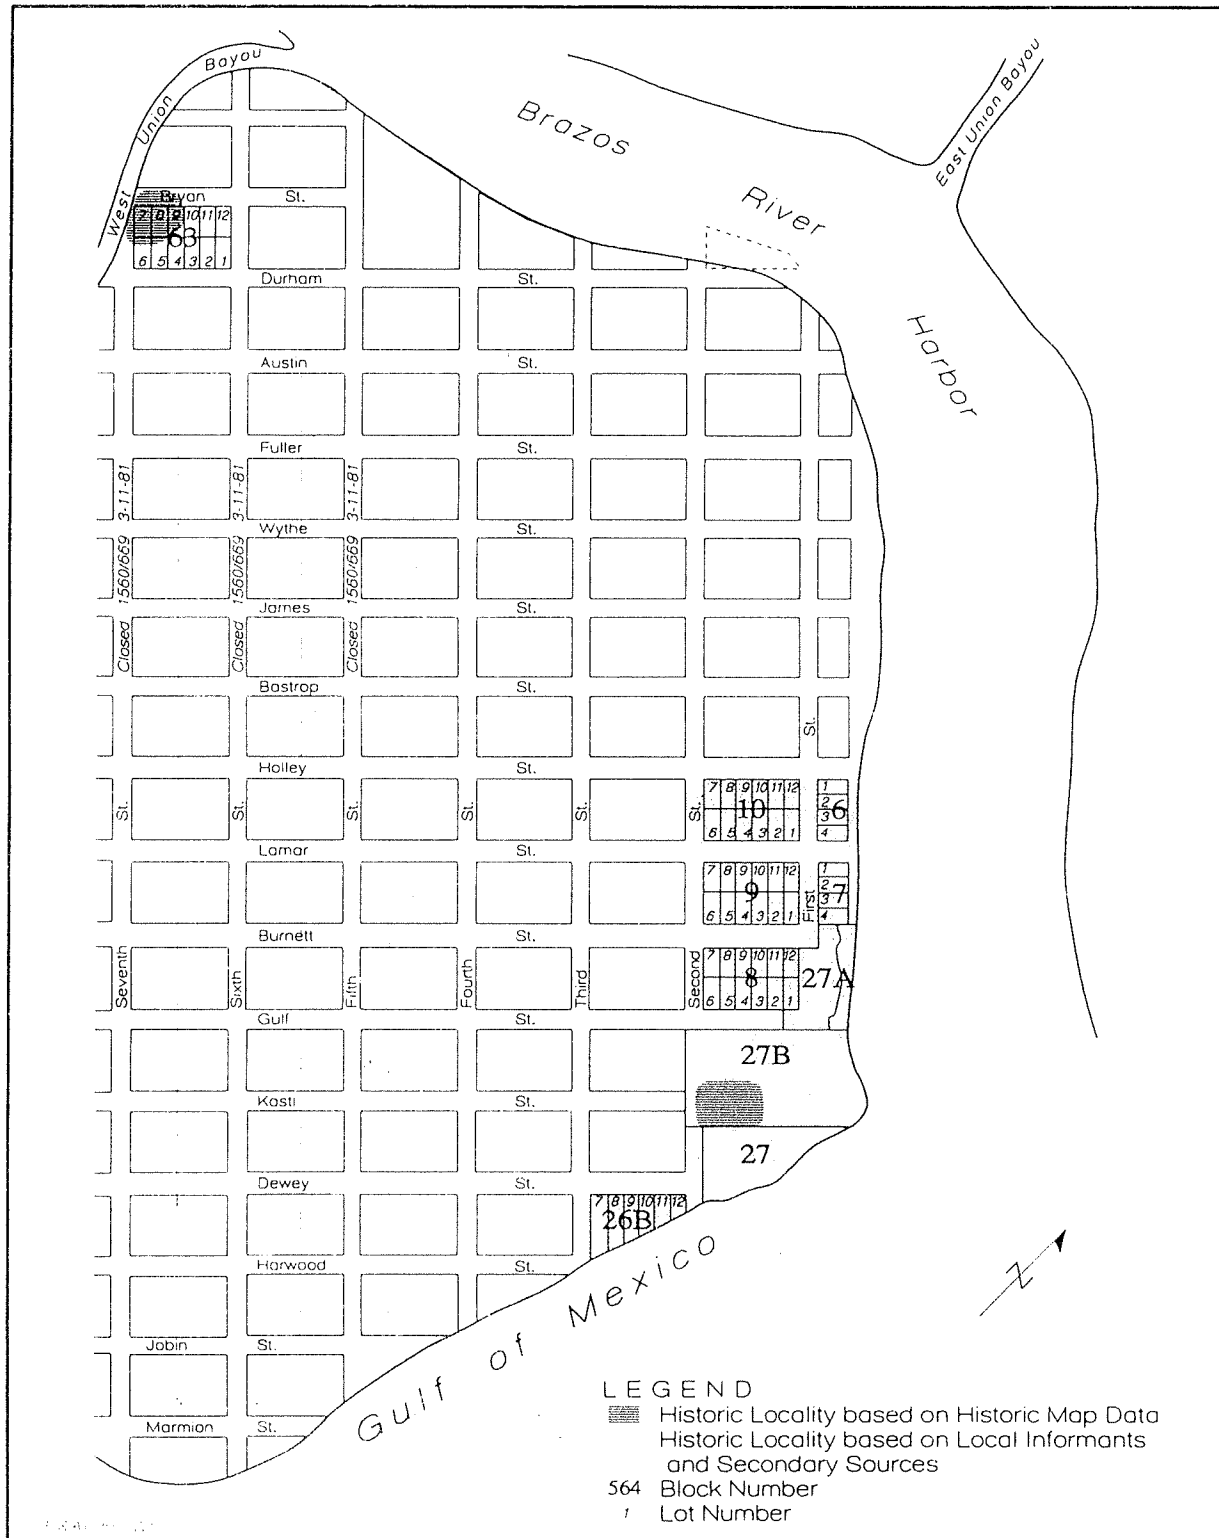 West Union Bayou
Brazos River Harbor
East Union Bayou
Bryan St.
7 8 9 10 11 12
63
6 5 4 3 2 1
Durham St.
Austin St.
Fuller St.
3-11-81 3-11-81 3-11-81
Wythe St.
1560/669 1560/669 1560/669
James St.
Closed Closed Closed
Bastrop St.
St.
Holley St.
7 8 9 10 11 12 1
10 2 6
3
6 5 4 3 2 1 4
St. St. St. St. St. St.
Lamar St.
7 8 9 10 11 12 1
9 2 7
3
6 5 4 3 2 1 4
First
Burnett St.
7 8 9 10 11 12
8 27A
6 5 4 3 2 1
Seventh Sixth Fifth Fourth Third Second
Gulf St.
27B
Kasti St.
27
Dewey St.
7 8 9 10 11 12
26B
Harwood St.
Gulf of Mexico
N
Jobin St.
Marmion St.
LEGEND
Historic Locality based on Historic Map Data
Historic Locality based on Local Informants
and Secondary Sources
564 Block Number
1 Lot Number